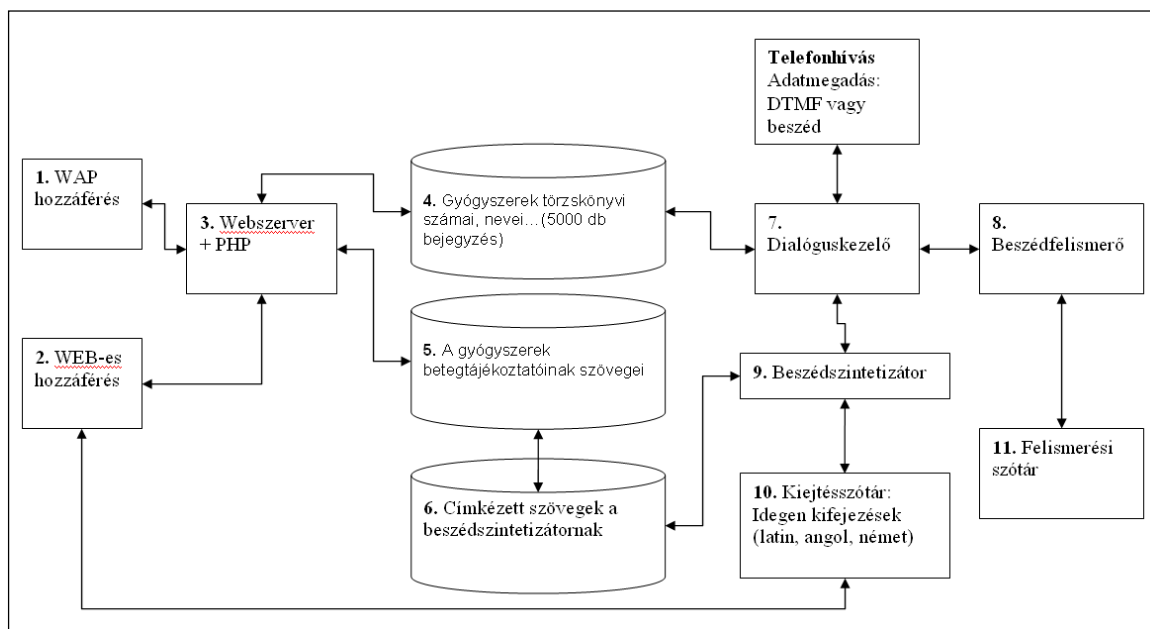 Telefonhívás
Adatmegadás:
DTMF vagy
beszéd
1. WAP
hozzáférés
3. Webszerver
+ PHP
4. Gyógyszerek törzskönyvi
számai, nevei...(5000 db
bejegyzés)
7.
Dialóguskezelő
8.
Beszédfelismerő
2. WEB-es
hozzáférés
5. A gyógyszerek
betegtájékoztatóinak szövegei
9. Beszédszintetizátor
6. Címkézett szövegek a
beszédszintetizátornak
10. Kiejtésszótár:
Idegen kifejezések
(latin, angol, német)
11. Felismerési
szótár